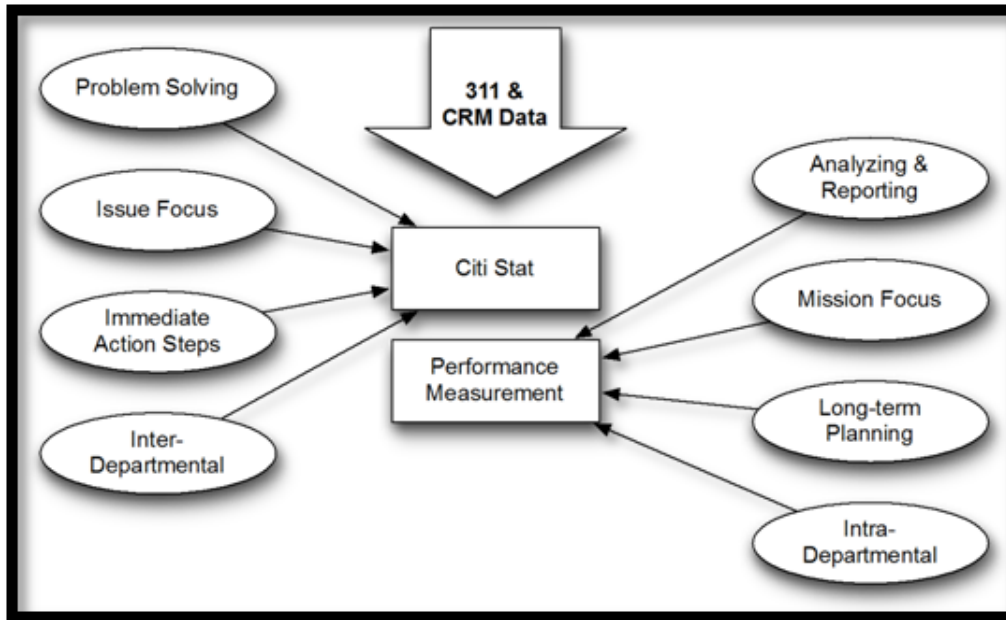 311 &
CRM Data
Problem Solving
Issue Focus
Immediate
Action Steps
Inter-
Departmental
Citi Stat
Performance
Measurement
Analyzing &
Reporting
Mission Focus
Long-term
Planning
Intra-
Departmental